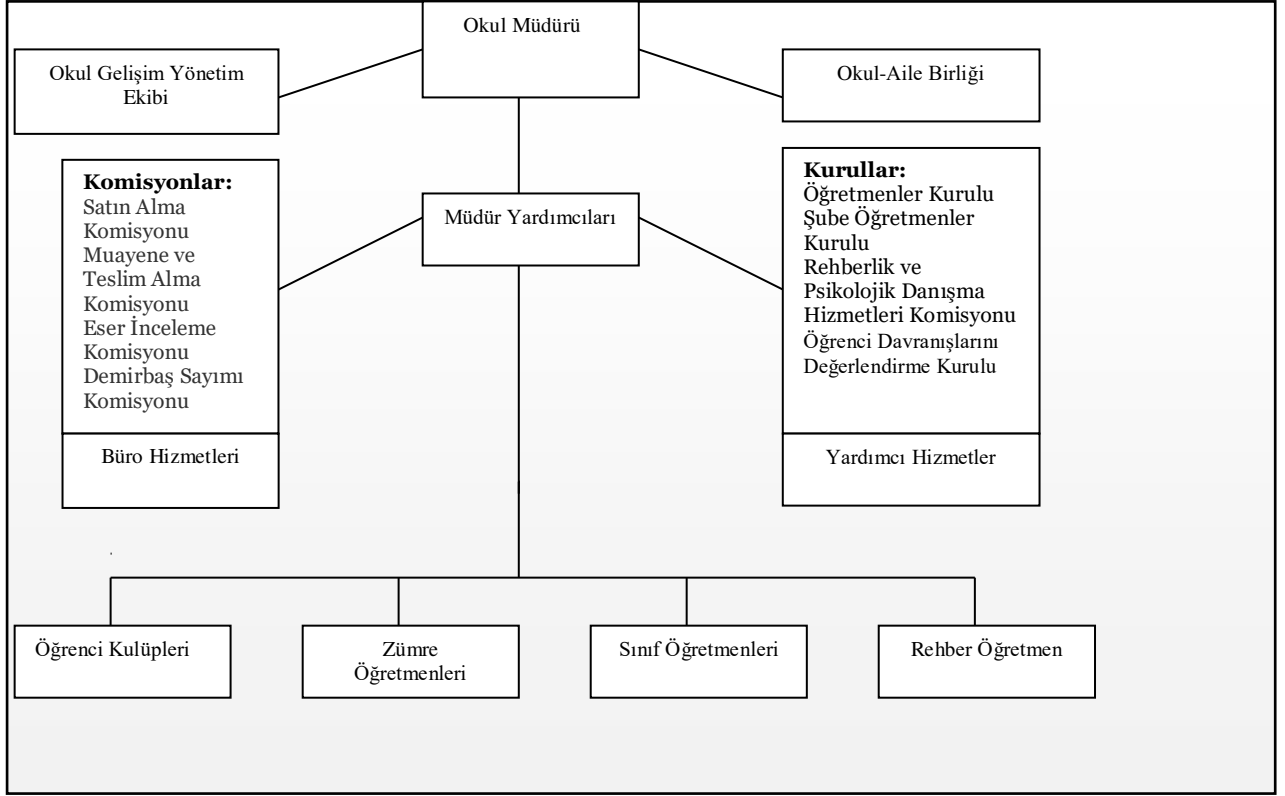 Okul Müdürü
Okul Gelişim Yönetim
Ekibi
Okul-Aile Birliği
Komisyonlar:
Satın Alma
Komisyonu
Muayene ve
Teslim Alma
Komisyonu
Eser İnceleme
Komisyonu
Demirbaş Sayımı
Komisyonu
Müdür Yardımcıları
Kurullar:
Öğretmenler Kurulu
Şube Öğretmenler
Kurulu
Rehberlik ve
Psikolojik Danışma
Hizmetleri Komisyonu
Öğrenci Davranışlarını
Değerlendirme Kurulu
Büro Hizmetleri
Yardımcı Hizmetler
Öğrenci Kulüpleri
Zümre
Öğretmenleri
Sınıf Öğretmenleri
Rehber Öğretmen